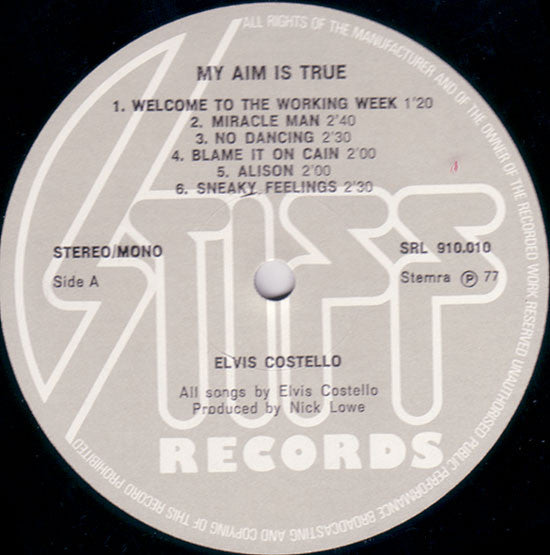 ALL RIGHTS OF THE MANUFACTURER AND OF THE OWNER OF THE RECORDED WORK RESERVED UNAUTHORISED PUBLIC PERFORMANCE BROADCASTING AND COPYING OF THIS RECORD PROHIBITED
MY AIM IS TRUE
1. WELCOME TO THE WORKING WEEK 1'20
2. MIRACLE MAN 2'40
3. NO DANCING 2'30
4. BLAME IT ON CAIN 2'00
5. ALISON 2'00
6. SNEAKY FEELINGS 2'30
STIFF
STEREO/MONO
Side A
SRL 910.010
Stemra Ⓟ 77
ELVIS COSTELLO
All songs by Elvis Costello
Produced by Nick Lowe
RECORDS